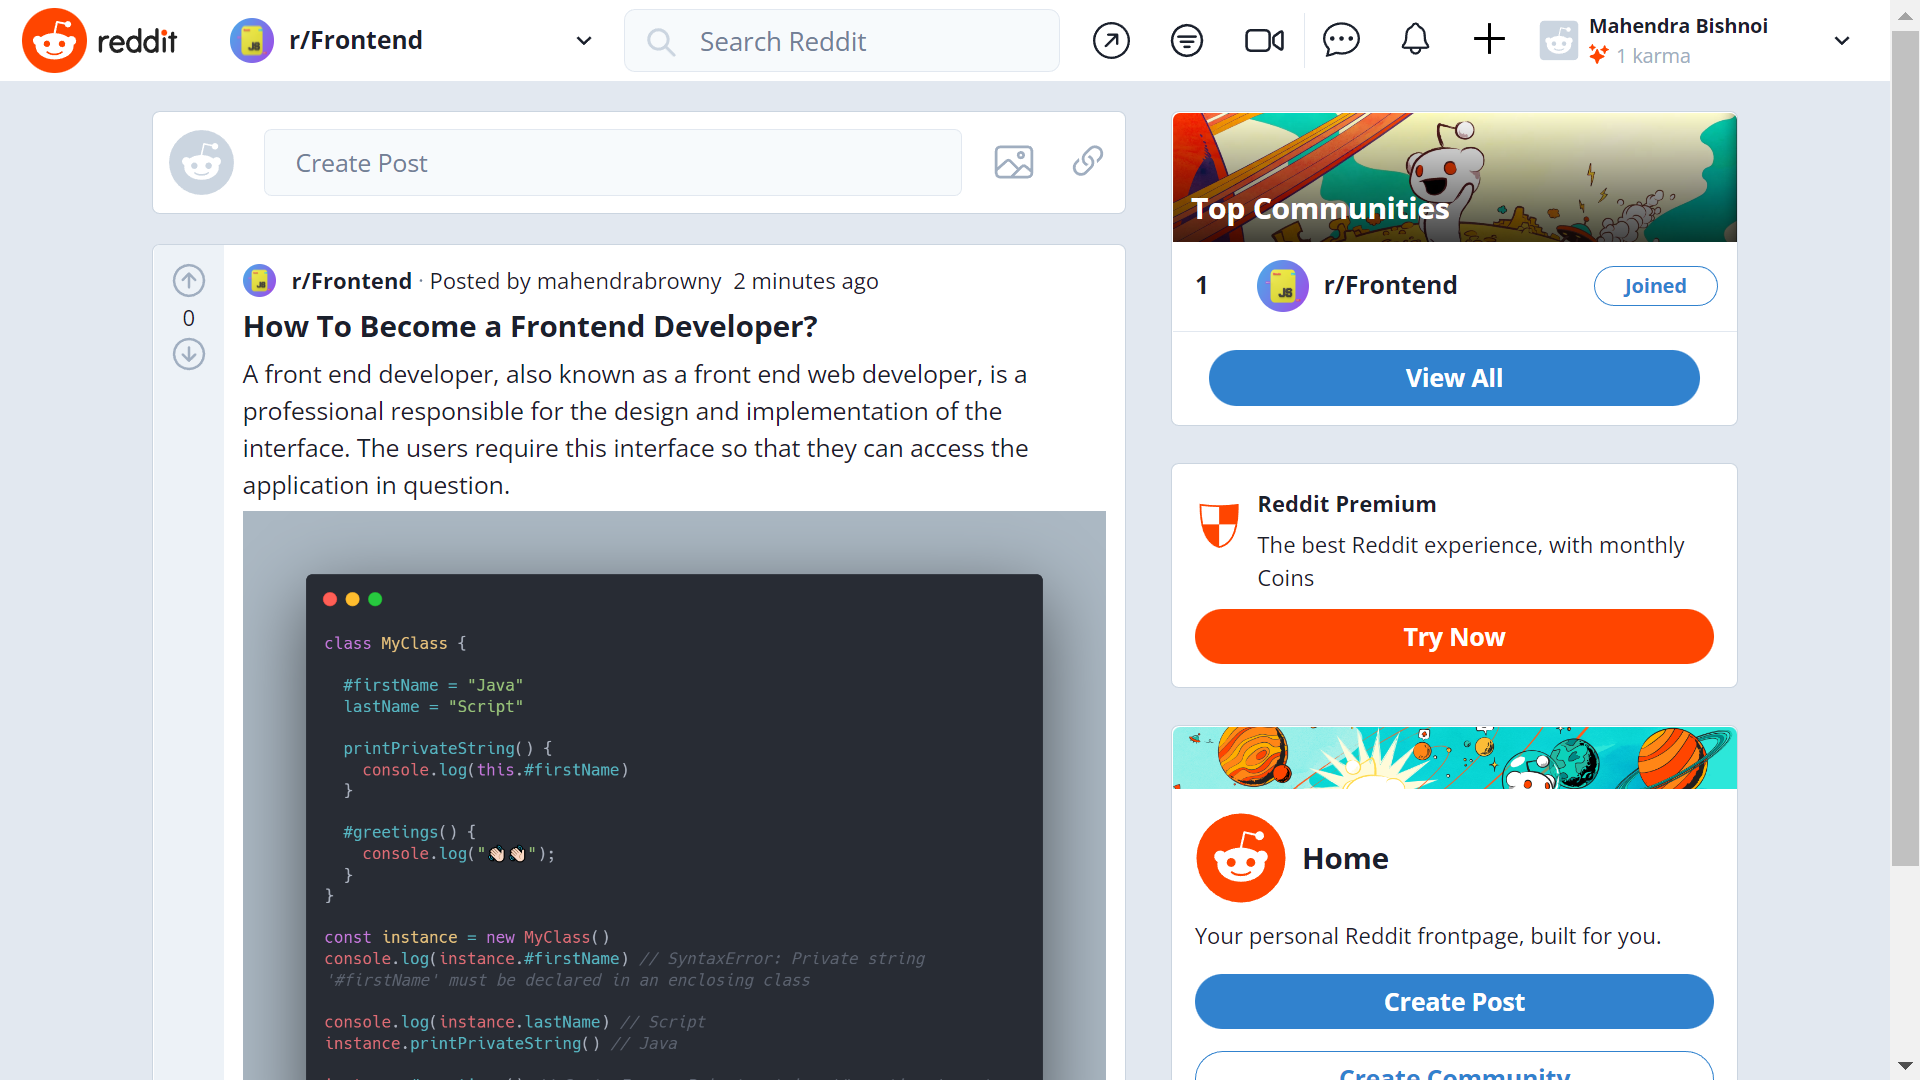 reddit
r/Frontend
Search Reddit
Mahendra Bishnoi
1 karma
Create Post
r/Frontend · Posted by mahendrabrowny 2 minutes ago
0
How To Become a Frontend Developer?
A front end developer, also known as a front end web developer, is a
professional responsible for the design and implementation of the
interface. The users require this interface so that they can access the
application in question.
class MyClass {
#firstName = "Java"
lastName = "Script"
printPrivateString() {
console.log(this.#firstName)
}
#greetings() {
console.log("👋🏻👋🏻");
}
}
const instance = new MyClass()
console.log(instance.#firstName) // SyntaxError: Private string
'#firstName' must be declared in an enclosing class
console.log(instance.lastName) // Script
instance.printPrivateString() // Java
Top Communities
1 r/Frontend Joined
View All
Reddit Premium
The best Reddit experience, with monthly
Coins
Try Now
Home
Your personal Reddit frontpage, built for you.
Create Post
Create Community